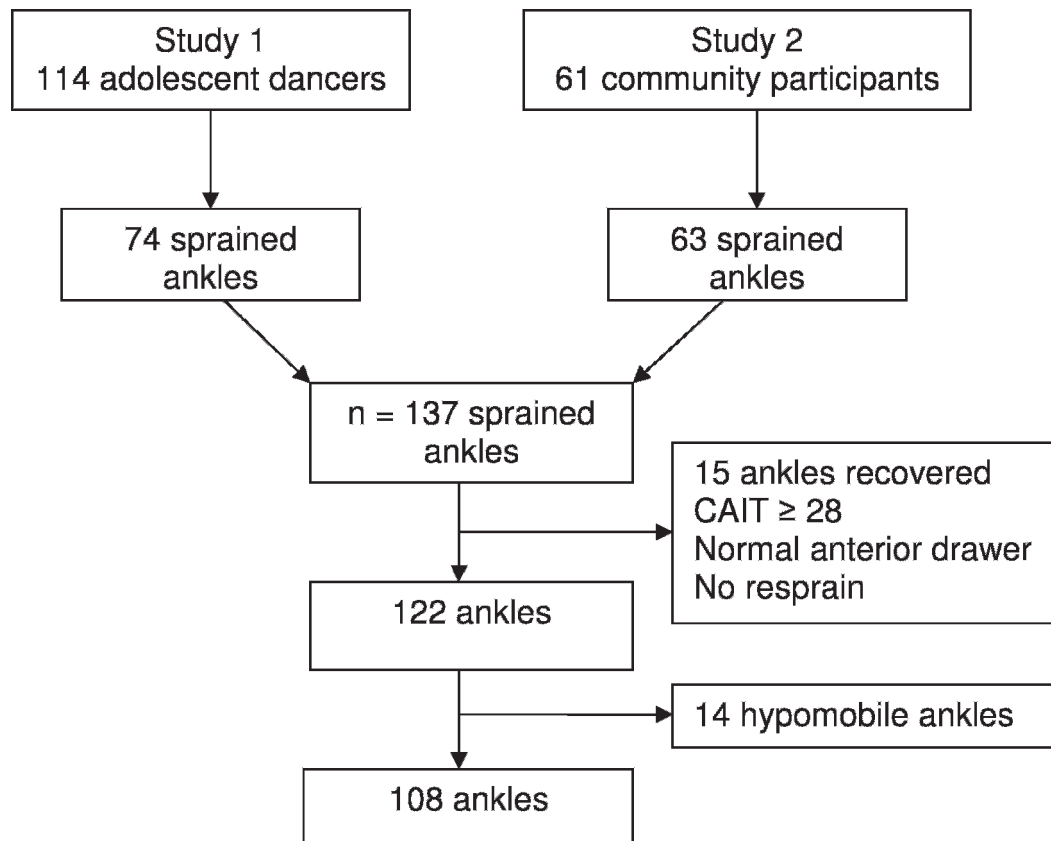 Study 1
114 adolescent dancers
Study 2
61 community participants
74 sprained
ankles
63 sprained
ankles
n = 137 sprained
ankles
15 ankles recovered
CAIT ≥ 28
Normal anterior drawer
No resprain
122 ankles
14 hypomobile ankles
108 ankles